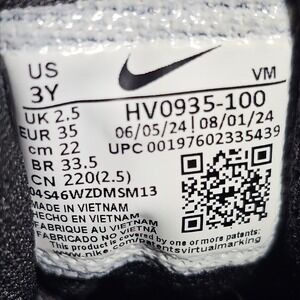 US VM
3Y
UK 2.5 HV0935-100
EUR 35 06/05/24 | 08/01/24
cm 22 UPC 00197602335439
BR 33.5
CN 220(2.5)
04S46WZDMSM13
MADE IN VIETNAM
HECHO EN VIETNAM
FABRIQUE AU VIETNAM
FABRICADO NO VIETNÃ
This product is covered by one or more patents:
www.nike.com/patentsvirtualmarking